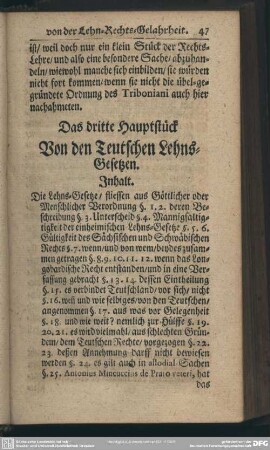 von der Lehn-Rechts-Gelahrheit. 47
ist/ weil doch nur ein klein Stück der Rechts-
Lehre/ und also eine besondere Sache/ abzuhan-
deln/ wiewohl manche sich einbilden/ sie würden
nicht fort kommen/ wenn sie nicht die übel-ge-
gründete Ordnung des Triboniani auch hier
nachahmeten.
Das dritte Hauptstück
Von den Teutschen Lehns-
Gesetzen.
Inhalt.
Die Lehns-Gesetze/ fliessen aus Göttlicher oder
Menschlicher Verordnung §. 1. 2. deren Be-
schreibung §. 3. Unterscheid §. 4. Mannigfaltig-
tigkeit der einheimischen Lehns-Gesetz §. 5. 6.
Gültigkeit des Sächsischen und Schwäbischen
Rechts §. 7. wenn/ und von wem/ beydes zusam-
men getragen §. 8. 9. 10. 11. 12. wenn das Lon-
gobardische Recht entstanden/ und in eine Ver-
fassung gebracht §. 13. 14. dessen Eintheilung
§. 15. es verbindet Teutschland/ vor sich/ nicht
§. 16. weñ und wie selbiges/ von den Teutschen/
angenommen §. 17. aus was vor Gelegenheit
§. 18. und wie weit? nemlich zur Hülffe §. 19.
20. 21. es wird niemahl/ aus schlechten Grün-
dem/ dem Teutschen Rechte/ vorgezogen §. 22.
23. deßen Annehmung darff nicht bewiesen
werden §. 24. es gilt auch in allodial. Sachen
§. 25. Antonius Minuccius de Prato veteri, hat
das